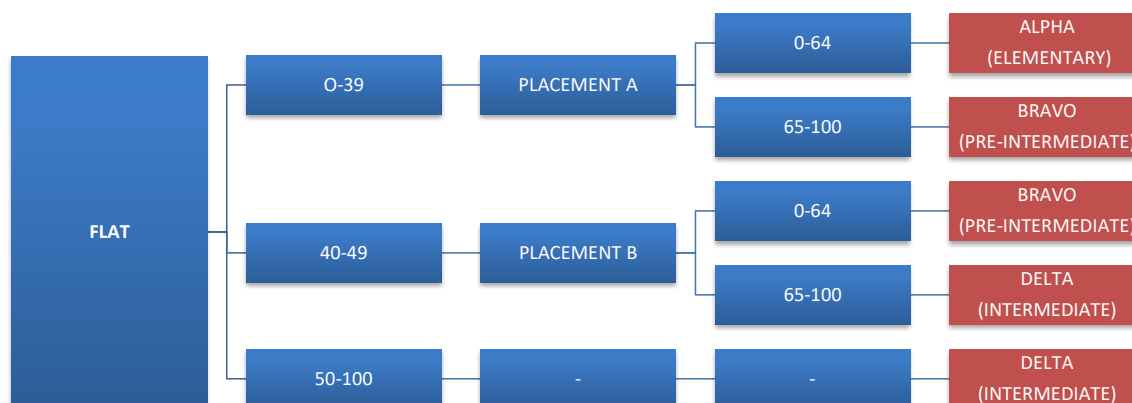 FLAT
O-39
PLACEMENT A
0-64
ALPHA
(ELEMENTARY)
65-100
BRAVO
(PRE-INTERMEDIATE)
40-49
PLACEMENT B
0-64
BRAVO
(PRE-INTERMEDIATE)
65-100
DELTA
(INTERMEDIATE)
50-100
-
-
DELTA
(INTERMEDIATE)